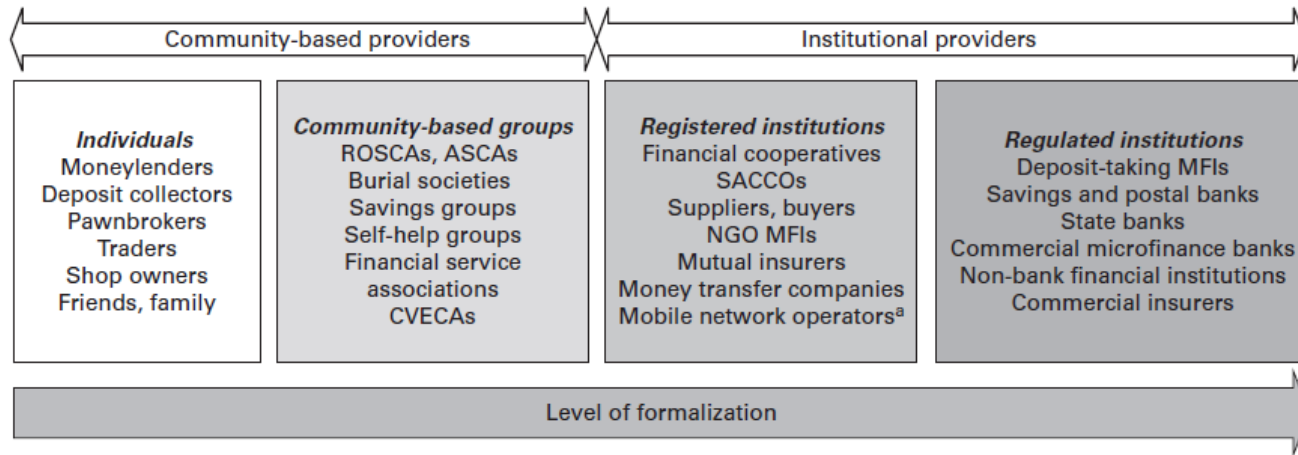 Community-based providers
Institutional providers
Individuals
Moneylenders
Deposit collectors
Pawnbrokers
Traders
Shop owners
Friends, family
Community-based groups
ROSCAs, ASCAs
Burial societies
Savings groups
Self-help groups
Financial service
associations
CVECAs
Registered institutions
Financial cooperatives
SACCOs
Suppliers, buyers
NGO MFIs
Mutual insurers
Money transfer companies
Mobile network operatorsᵃ
Regulated institutions
Deposit-taking MFIs
Savings and postal banks
State banks
Commercial microfinance banks
Non-bank financial institutions
Commercial insurers
Level of formalization